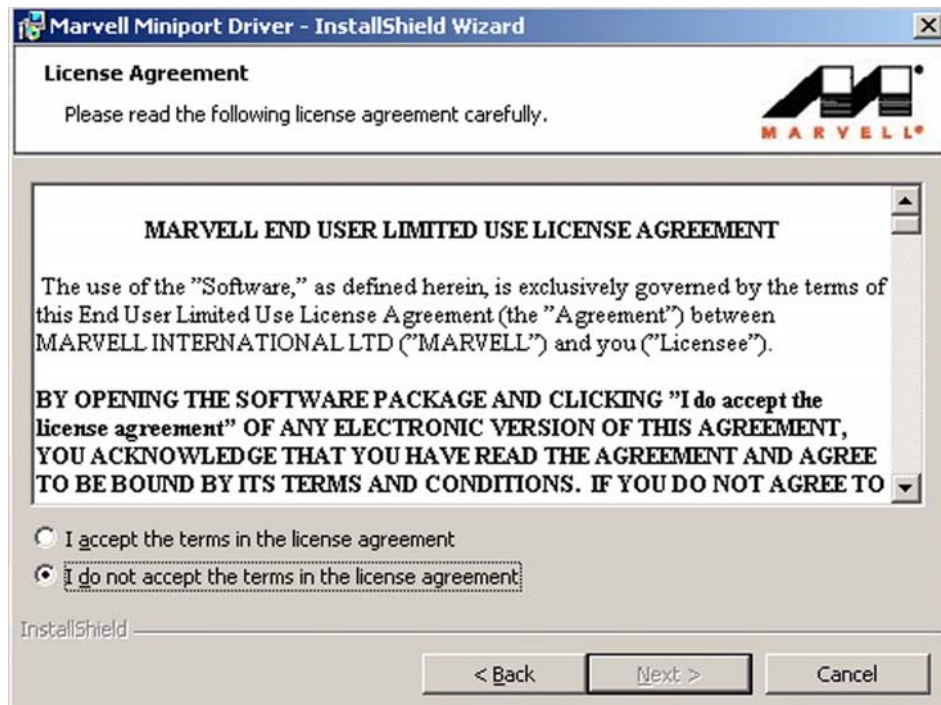 Marvell Miniport Driver - InstallShield Wizard
License Agreement
Please read the following license agreement carefully.
MARVELL®
MARVELL END USER LIMITED USE LICENSE AGREEMENT
The use of the ”Software,” as defined herein, is exclusively governed by the terms of
this End User Limited Use License Agreement (the ”Agreement”) between
MARVELL INTERNATIONAL LTD (”MARVELL”) and you (”Licensee”).
BY OPENING THE SOFTWARE PACKAGE AND CLICKING ”I do accept the
license agreement” OF ANY ELECTRONIC VERSION OF THIS AGREEMENT,
YOU ACKNOWLEDGE THAT YOU HAVE READ THE AGREEMENT AND AGREE
TO BE BOUND BY ITS TERMS AND CONDITIONS. IF YOU DO NOT AGREE TO
I accept the terms in the license agreement
I do not accept the terms in the license agreement
InstallShield
< Back Next > Cancel